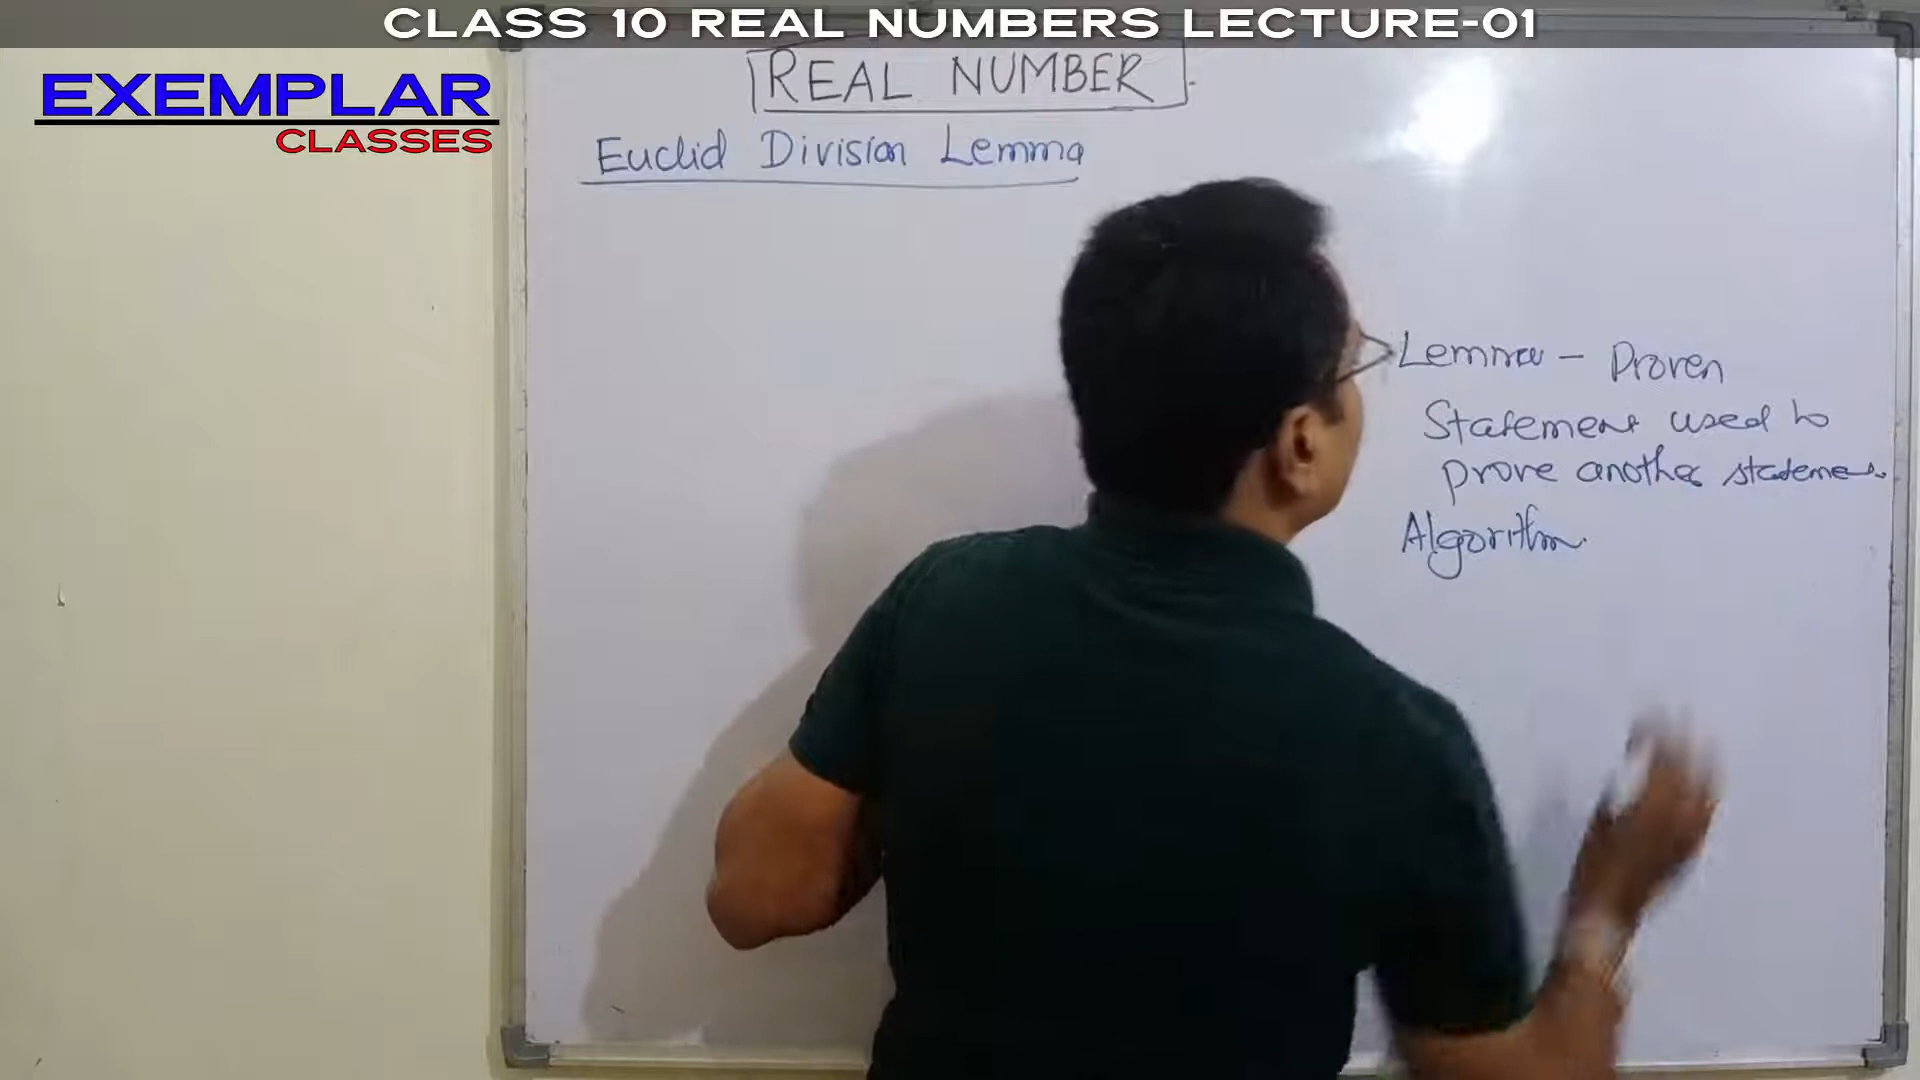 CLASS 10 REAL NUMBERS LECTURE-01
EXEMPLAR
CLASSES
REAL NUMBER
Euclid Division Lemma
Lemma - Proven
Statement used to
prove another statement.
Algorithm.